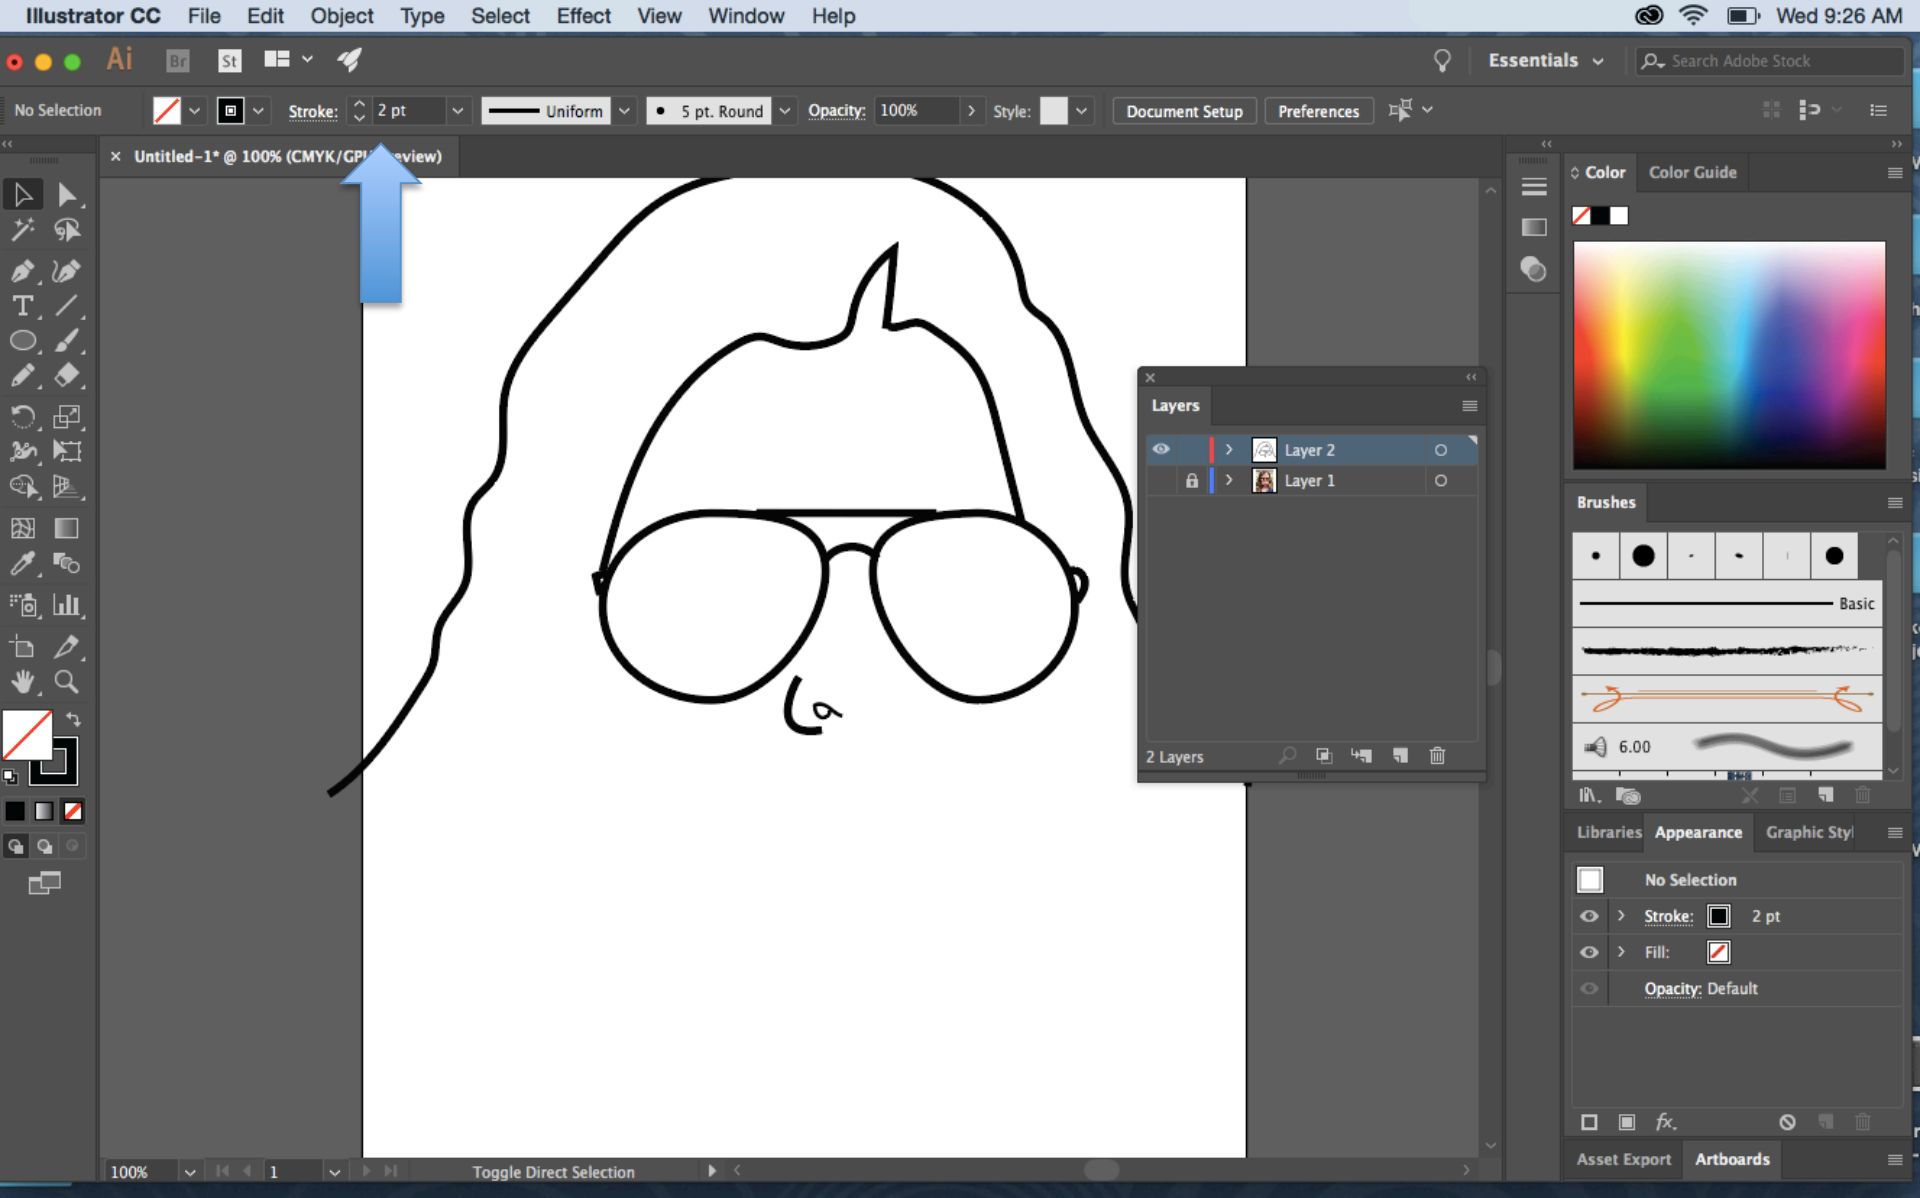 Illustrator CC File Edit Object Type Select Effect View Window Help Wed 9:26 AM
Ai Br St Essentials Search Adobe Stock
No Selection Stroke: 2 pt Uniform 5 pt. Round Opacity: 100% Style: Document Setup Preferences
× Untitled-1* @ 100% (CMYK/GPU eview)
Color Color Guide
Layers
Layer 2
Layer 1
2 Layers
Brushes
Basic
6.00
Libraries Appearance Graphic Styl
No Selection
Stroke: 2 pt
Fill:
Opacity: Default
fx.
Asset Export Artboards
100% 1 Toggle Direct Selection